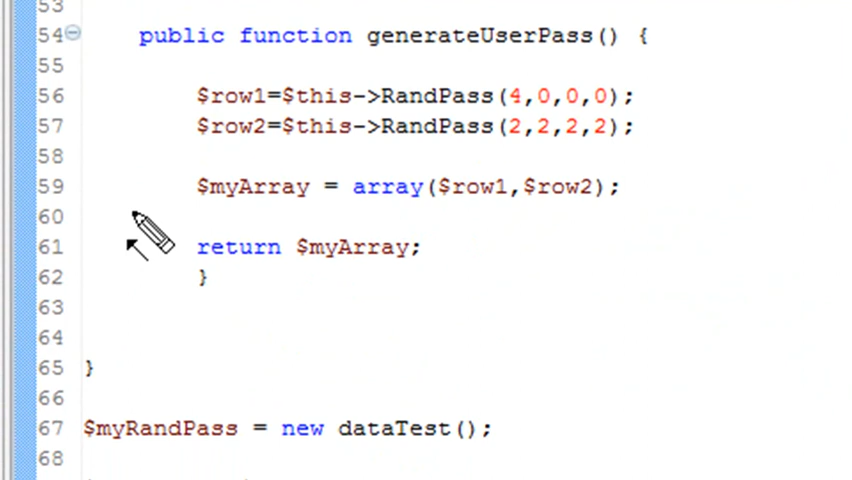 53
54 public function generateUserPass() {
55
56 $row1=$this->RandPass(4,0,0,0);
57 $row2=$this->RandPass(2,2,2,2);
58
59 $myArray = array($row1,$row2);
60
61 return $myArray;
62 }
63
64
65 }
66
67 $myRandPass = new dataTest();
68